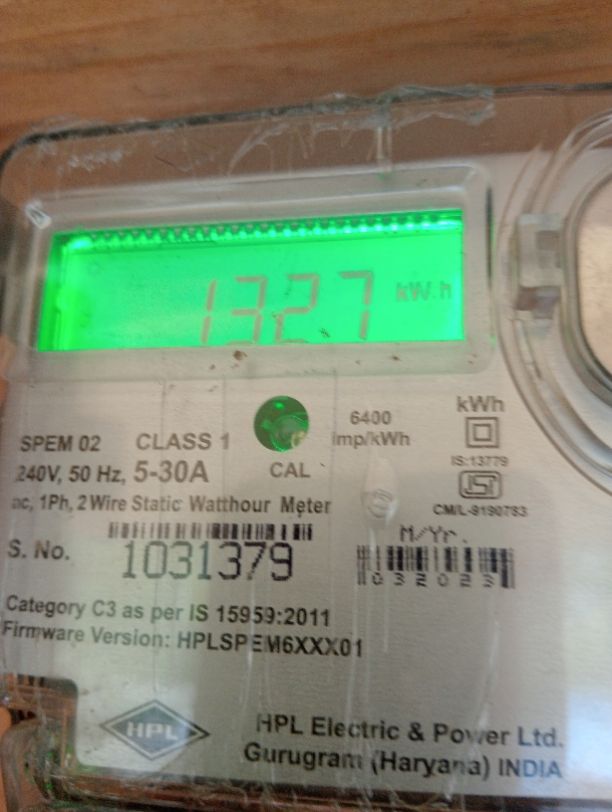 1327 kW.h
6400
imp/kWh
kWh
SPEM 02 CLASS 1
240V, 50 Hz, 5-30A
CAL
IS:13779
ISI
CM/L-9190783
ac, 1Ph, 2 Wire Static Watthour Meter
M/Yr.
S. No.
1031379
032023
Category C3 as per IS 15959:2011
Firmware Version: HPLSPEM6XXX01
HPL
HPL Electric & Power Ltd.
Gurugram (Haryana) INDIA